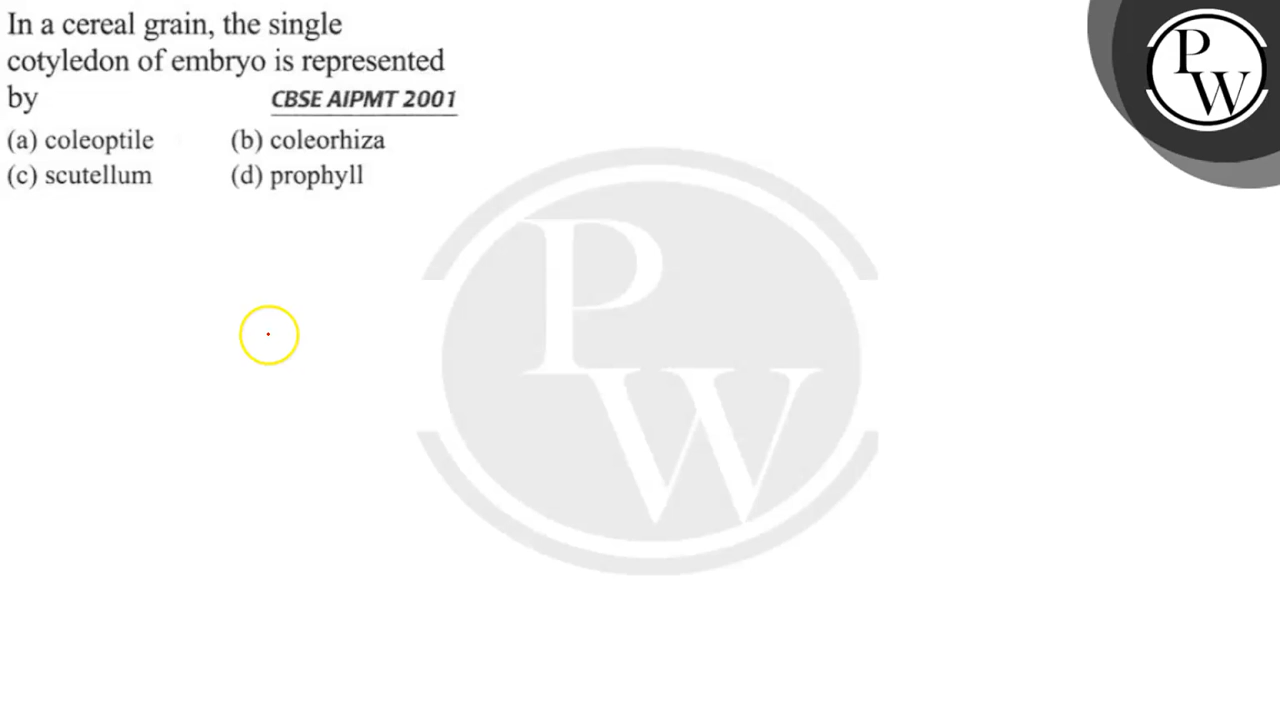 In a cereal grain, the single
cotyledon of embryo is represented
by CBSE AIPMT 2001
(a) coleoptile (b) coleorhiza
(c) scutellum (d) prophyll
P
W
P
W